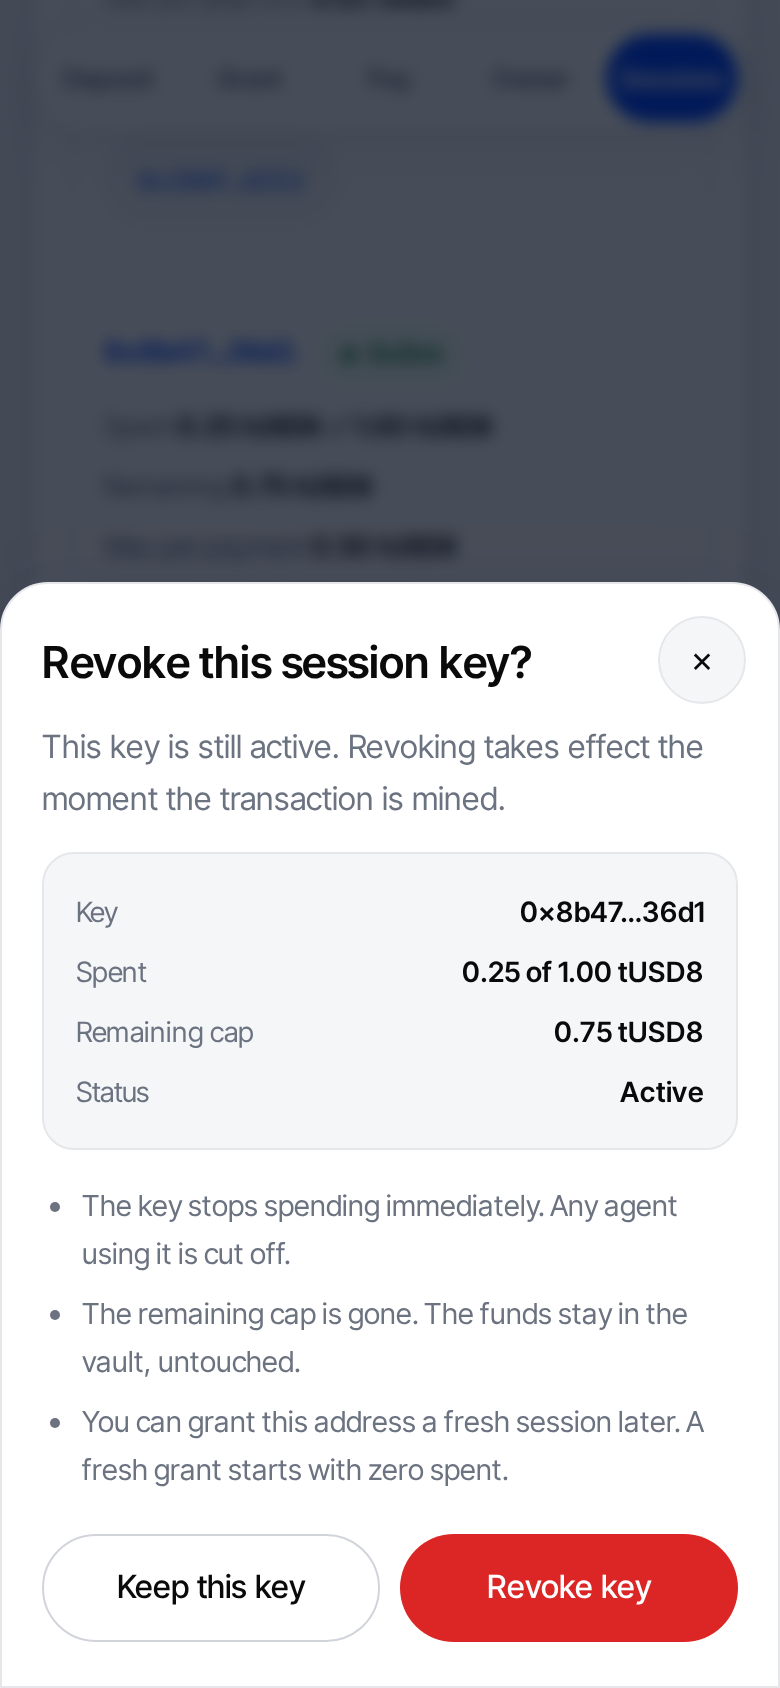 Revoke this session key?
×
This key is still active. Revoking takes effect the
moment the transaction is mined.
Key 0×8b47...36d1
Spent 0.25 of 1.00 tUSD8
Remaining cap 0.75 tUSD8
Status Active
• The key stops spending immediately. Any agent
using it is cut off.
• The remaining cap is gone. The funds stay in the
vault, untouched.
• You can grant this address a fresh session later. A
fresh grant starts with zero spent.
Keep this key Revoke key